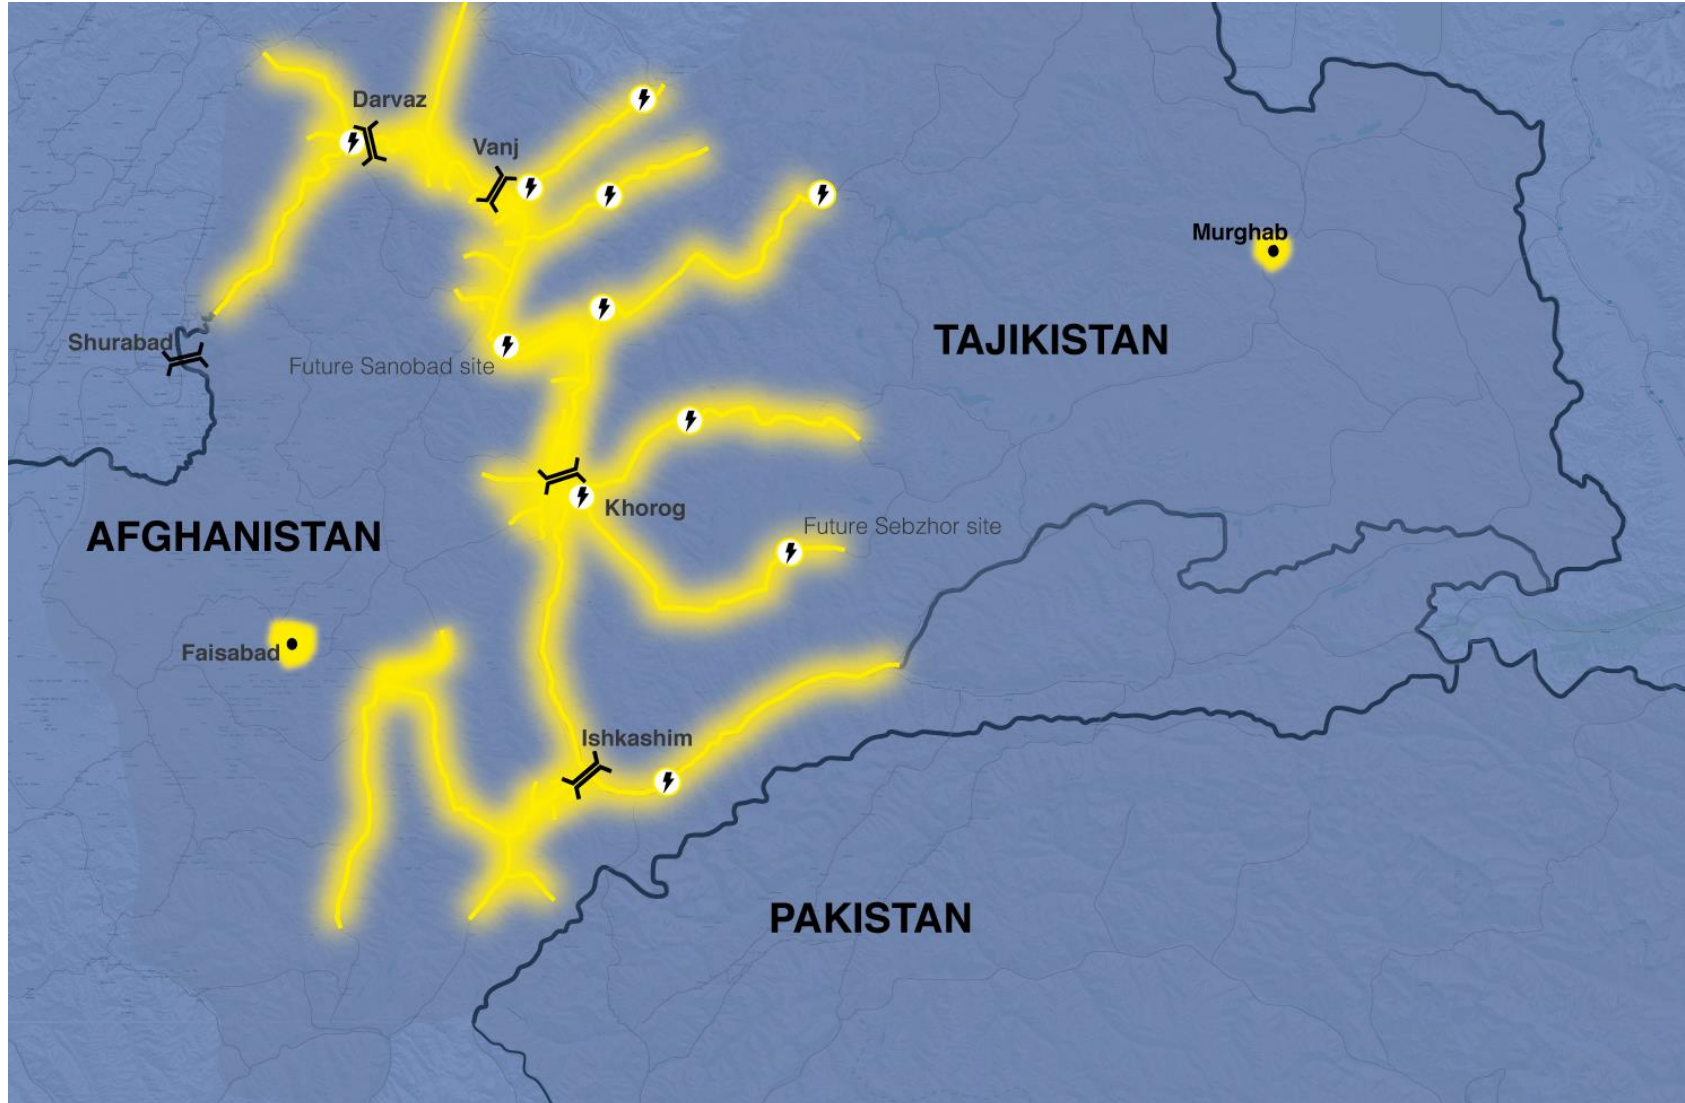 Darvaz
Vanj
Murghab
Shurabad
TAJIKISTAN
Future Sanobad site
Khorog
Future Sebzhor site
AFGHANISTAN
Faisabad
Ishkashim
PAKISTAN